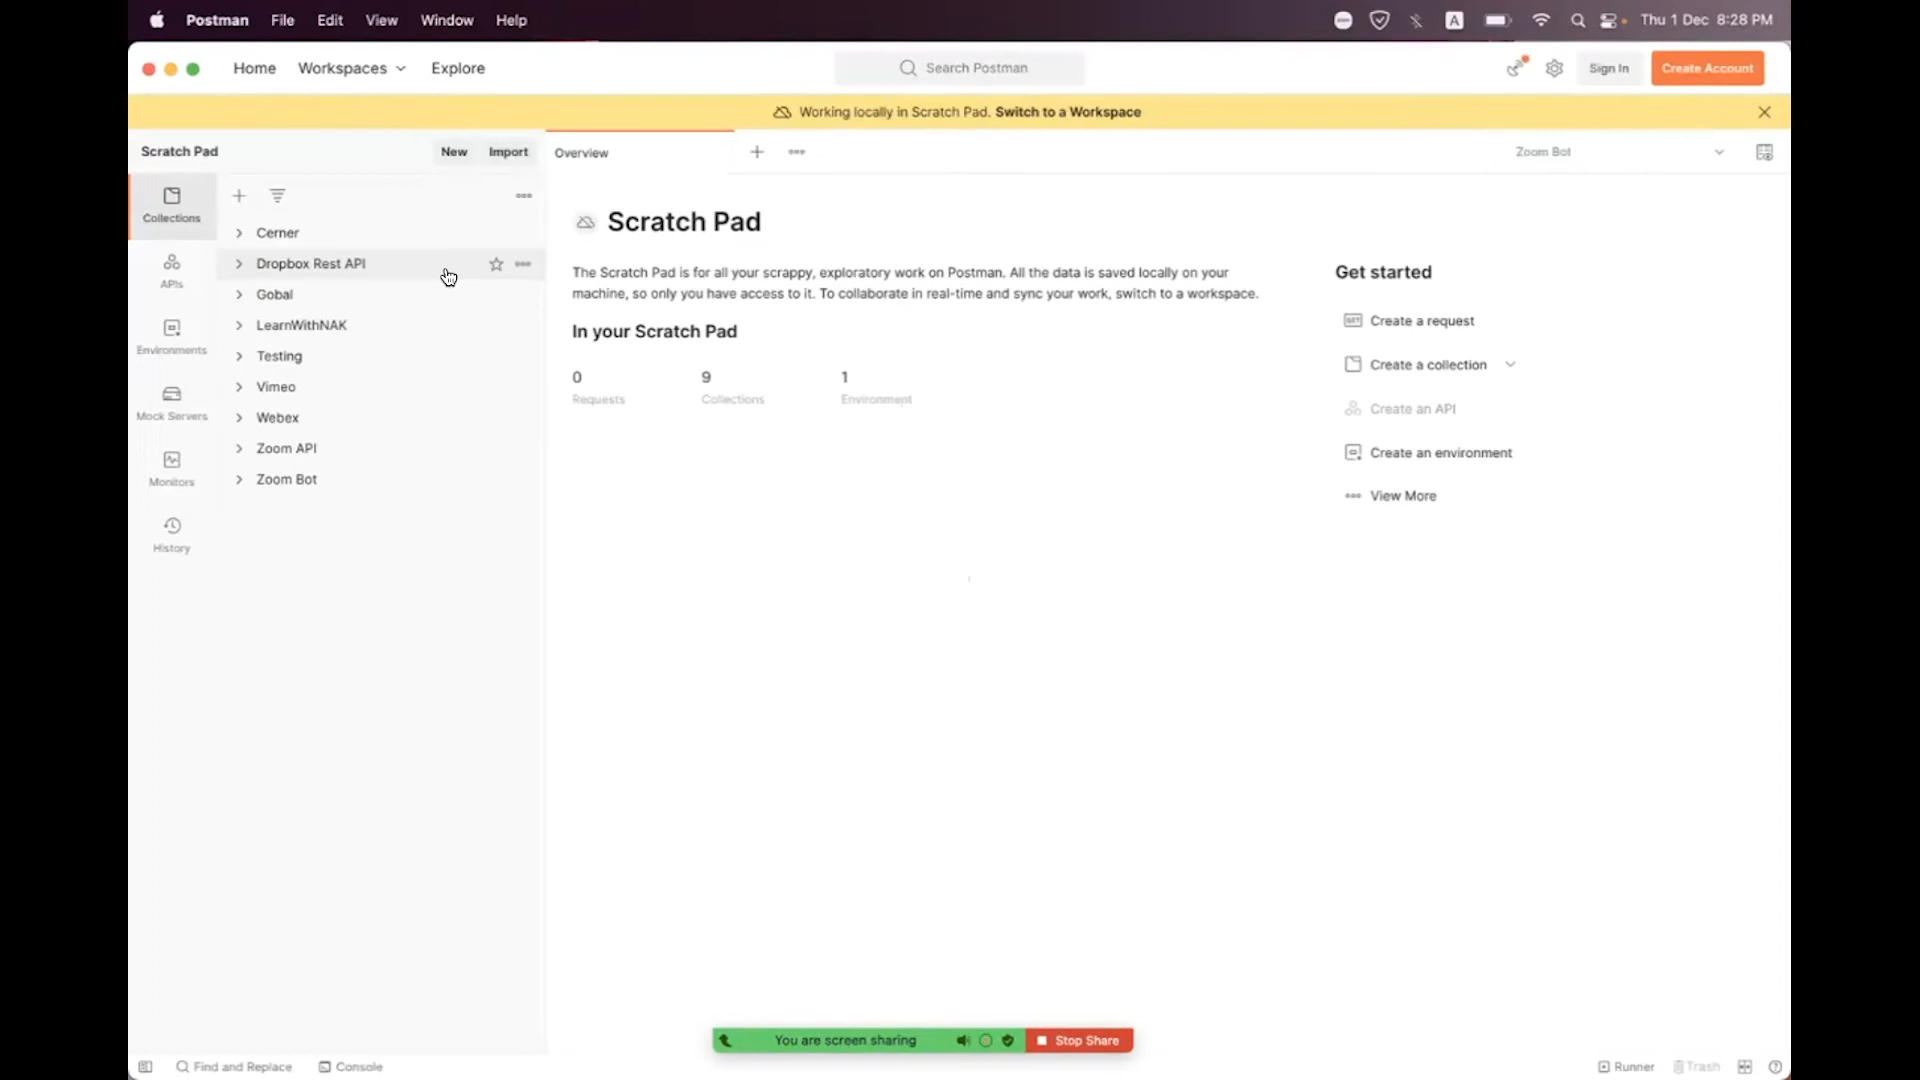 Postman File Edit View Window Help
A Thu 1 Dec 8:28 PM
Home Workspaces Explore
Search Postman
Sign In Create Account
Working locally in Scratch Pad. Switch to a Workspace
Scratch Pad
New Import
Overview
Zoom Bot
Collections
APIs
Environments
Mock Servers
Monitors
History
Cerner
Dropbox Rest API
Gobal
LearnWithNAK
Testing
Vimeo
Webex
Zoom API
Zoom Bot
Scratch Pad
The Scratch Pad is for all your scrappy, exploratory work on Postman. All the data is saved locally on your
machine, so only you have access to it. To collaborate in real-time and sync your work, switch to a workspace.
In your Scratch Pad
0 9 1
Requests Collections Environment
Get started
GET Create a request
Create a collection
Create an API
Create an environment
View More
You are screen sharing
Stop Share
Find and Replace Console
Runner Trash